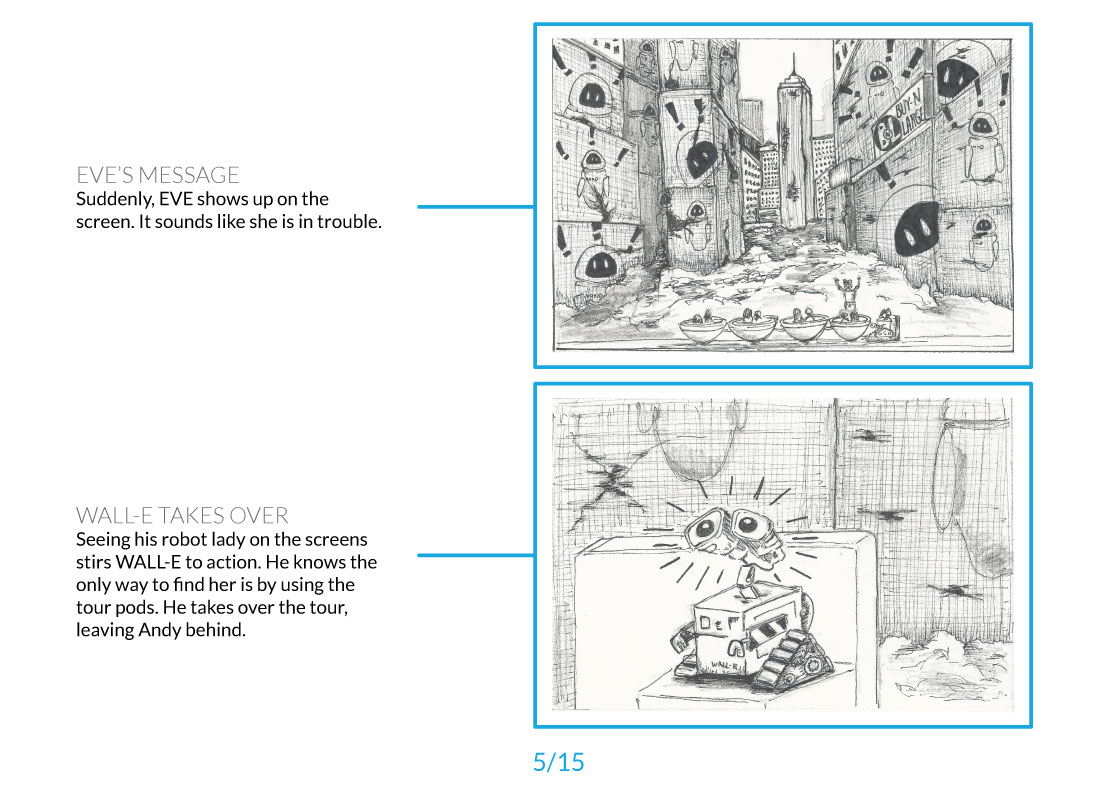 EVE'S MESSAGE
Suddenly, EVE shows up on the
screen. It sounds like she is in trouble.
BnL
BUY-N
LARGE
WALL-E TAKES OVER
Seeing his robot lady on the screens
stirs WALL-E to action. He knows the
only way to find her is by using the
tour pods. He takes over the tour,
leaving Andy behind.
WALL-E
5/15